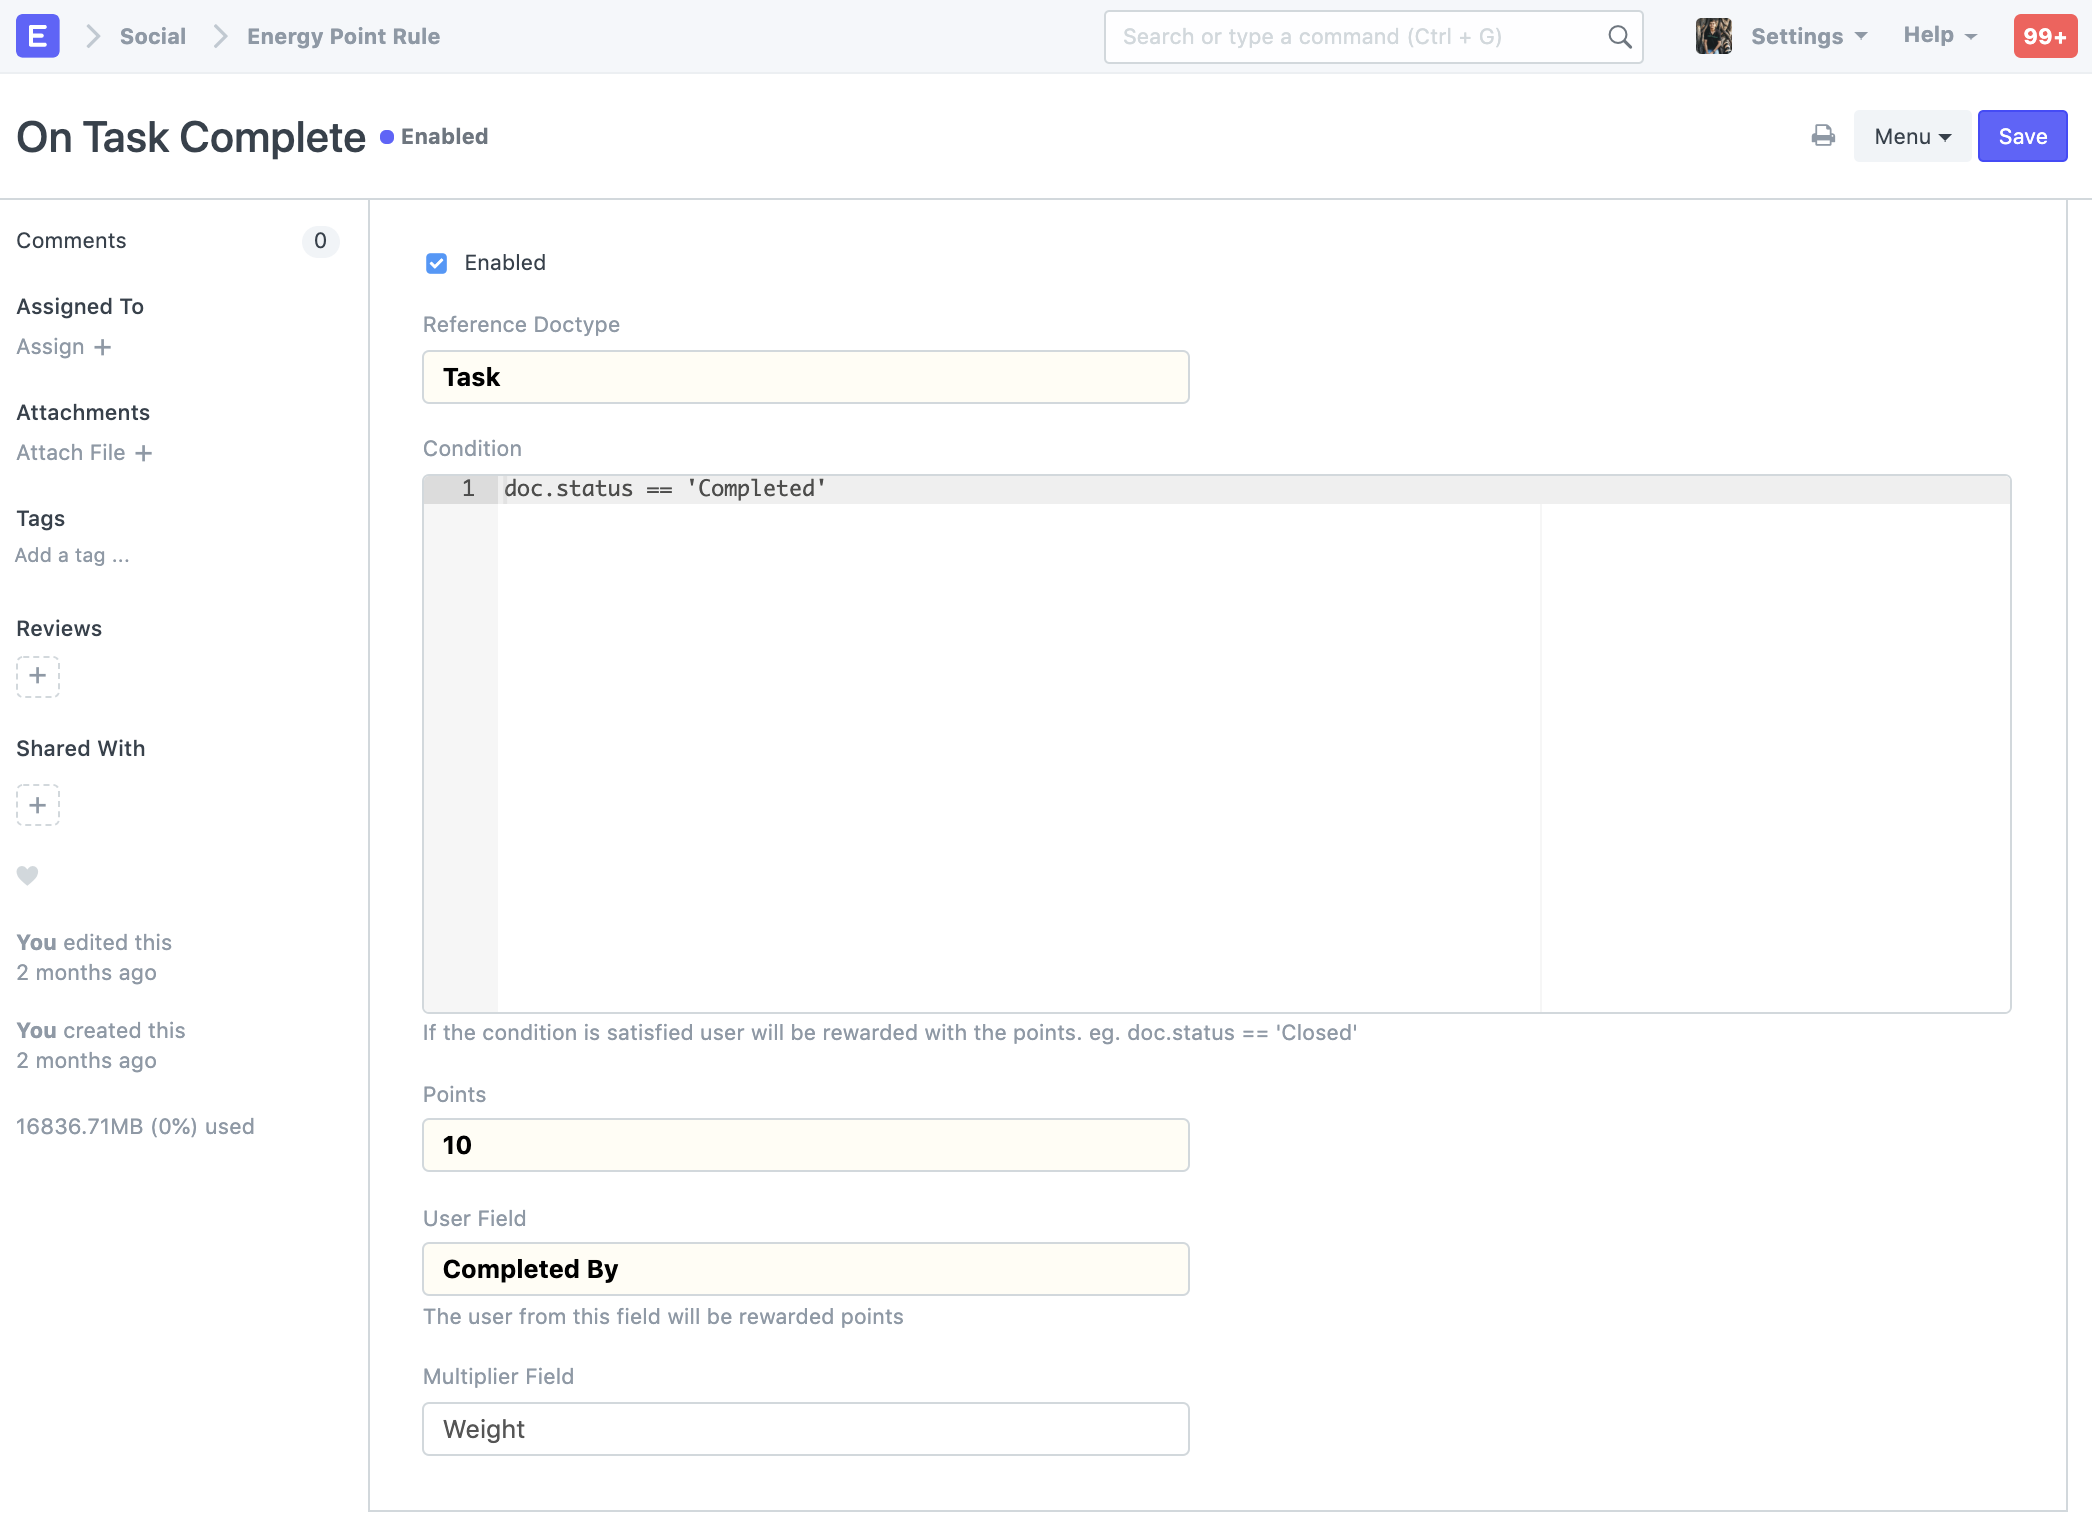 E Social Energy Point Rule Search or type a command (Ctrl + G) Settings Help 99+
On Task Complete Enabled Menu Save
Comments 0
Assigned To
Assign +
Attachments
Attach File +
Tags
Add a tag ...
Reviews
+
Shared With
+
You edited this
2 months ago
You created this
2 months ago
16836.71MB (0%) used
Enabled
Reference Doctype
Task
Condition
1 doc.status == 'Completed'
If the condition is satisfied user will be rewarded with the points. eg. doc.status == 'Closed'
Points
10
User Field
Completed By
The user from this field will be rewarded points
Multiplier Field
Weight